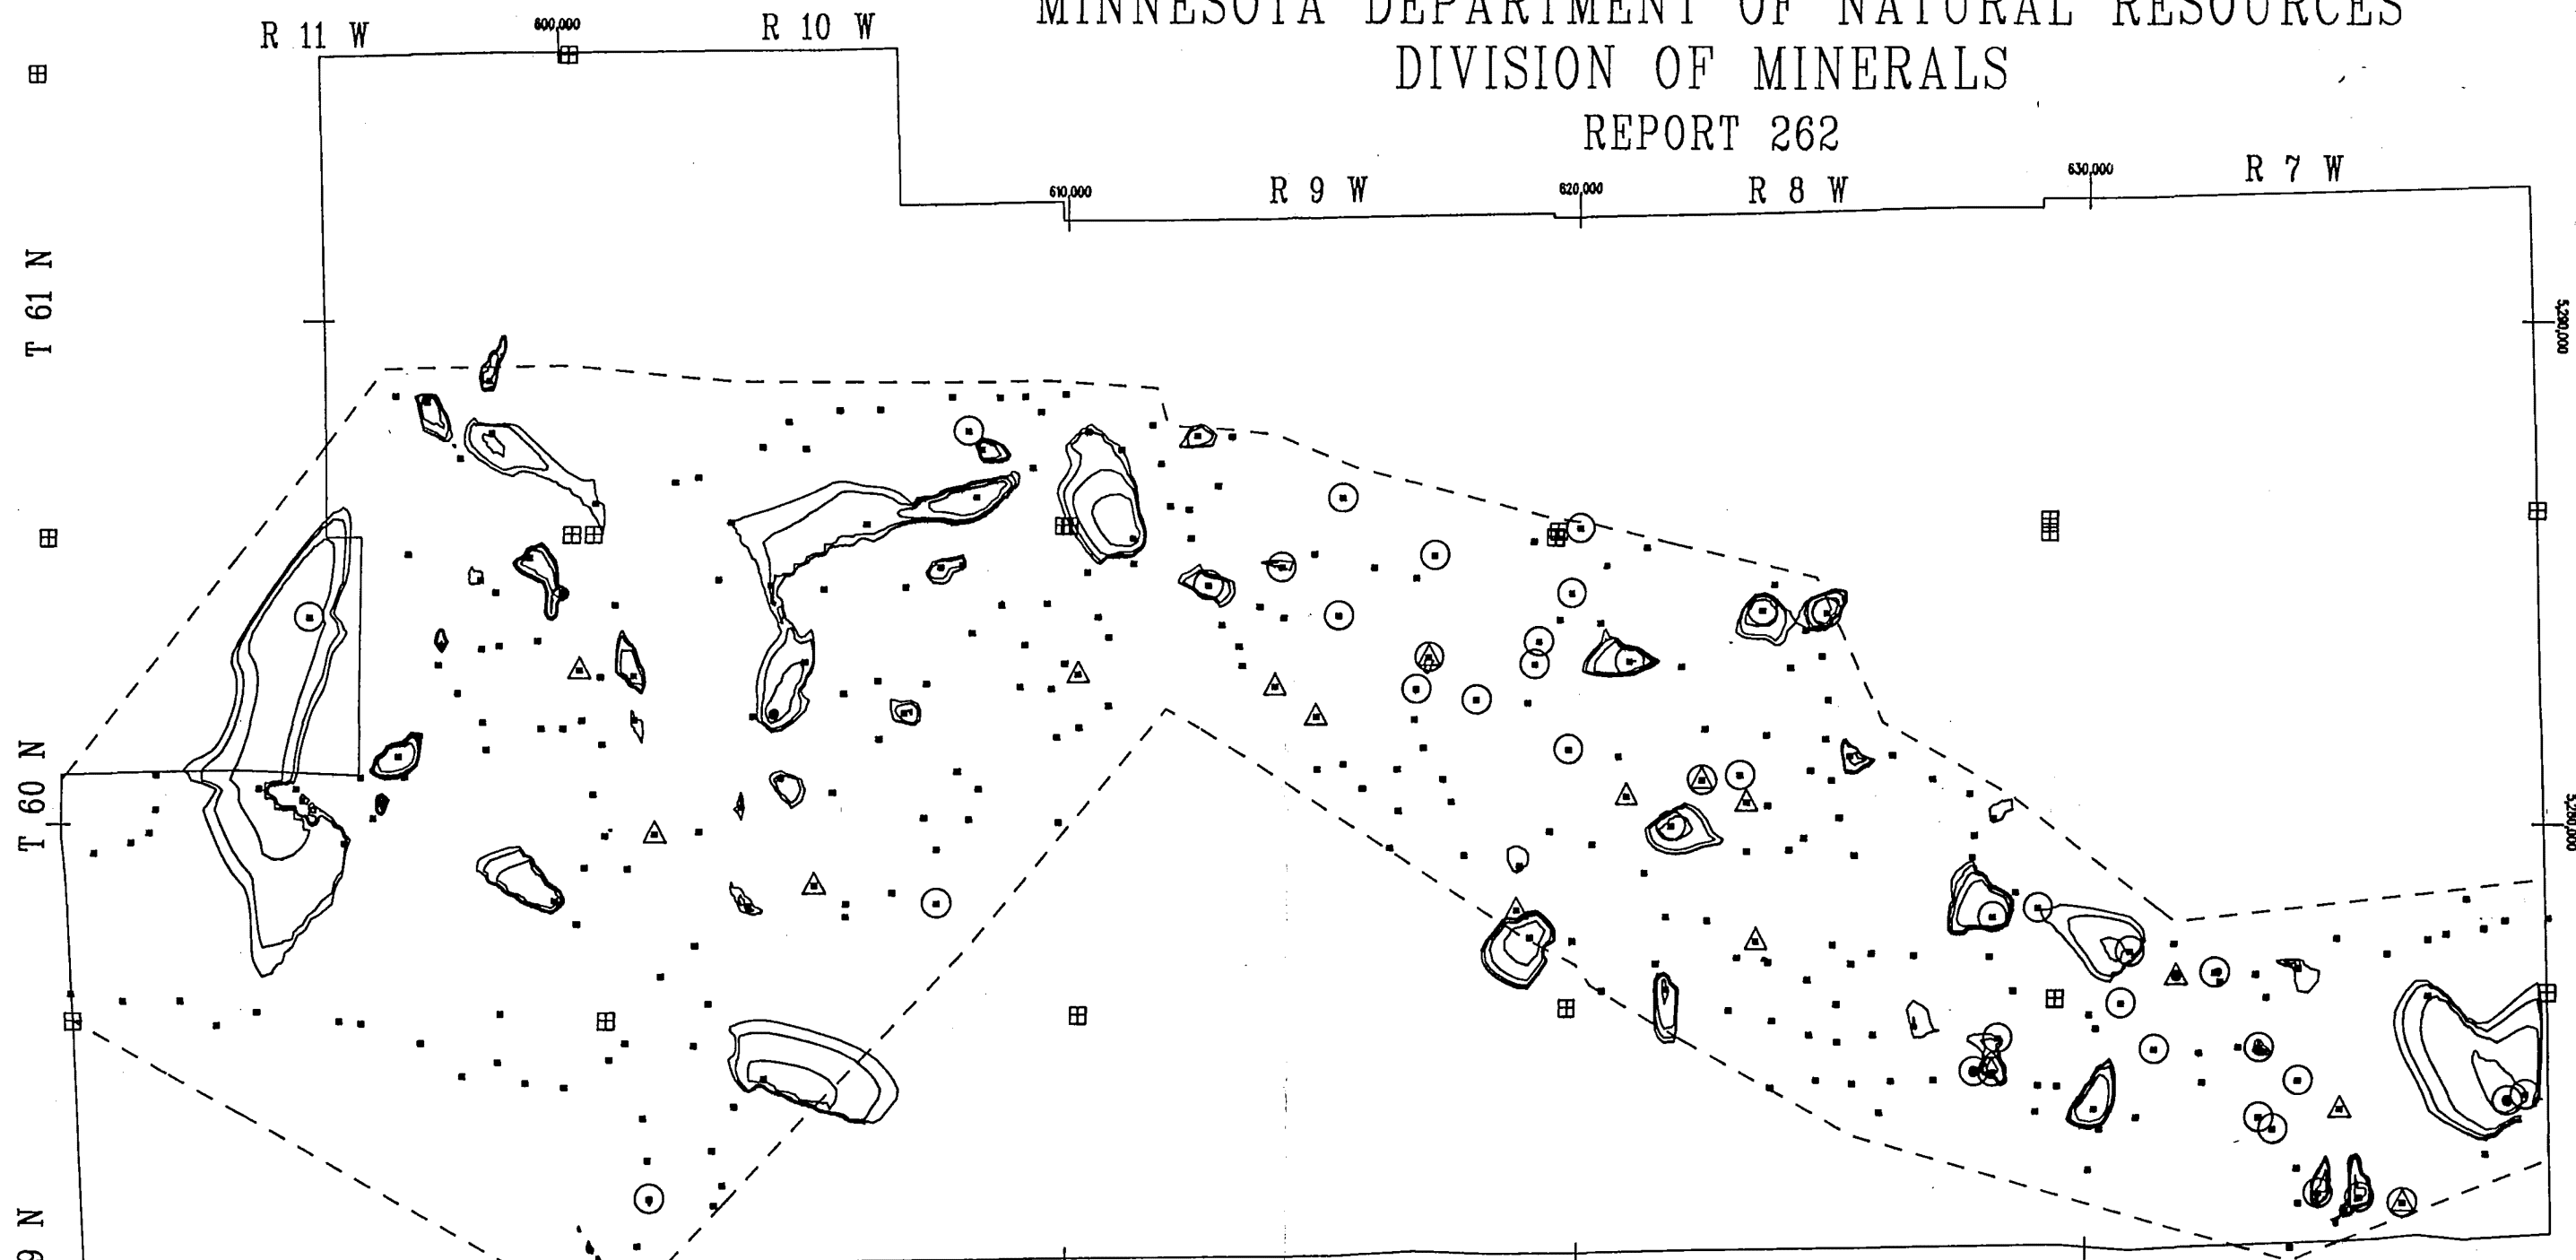 MINNESOTA DEPARTMENT OF NATURAL RESOURCES
DIVISION OF MINERALS
REPORT 262
R 11 W
600,000
R 10 W
610,000
R 9 W
620,000
R 8 W
630,000
R 7 W
T 61 N
5,290,000
T 60 N
5,280,000
9 N